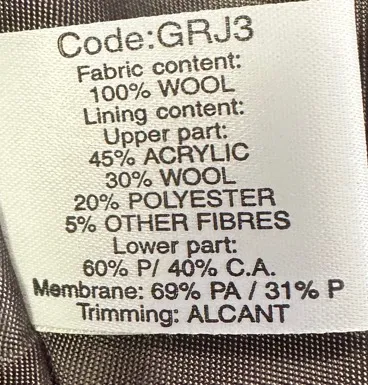 Code:GRJ3
Fabric content:
100% WOOL
Lining content:
Upper part:
45% ACRYLIC
30% WOOL
20% POLYESTER
5% OTHER FIBRES
Lower part:
60% P/ 40% C.A.
Membrane: 69% PA / 31% P
Trimming: ALCANT